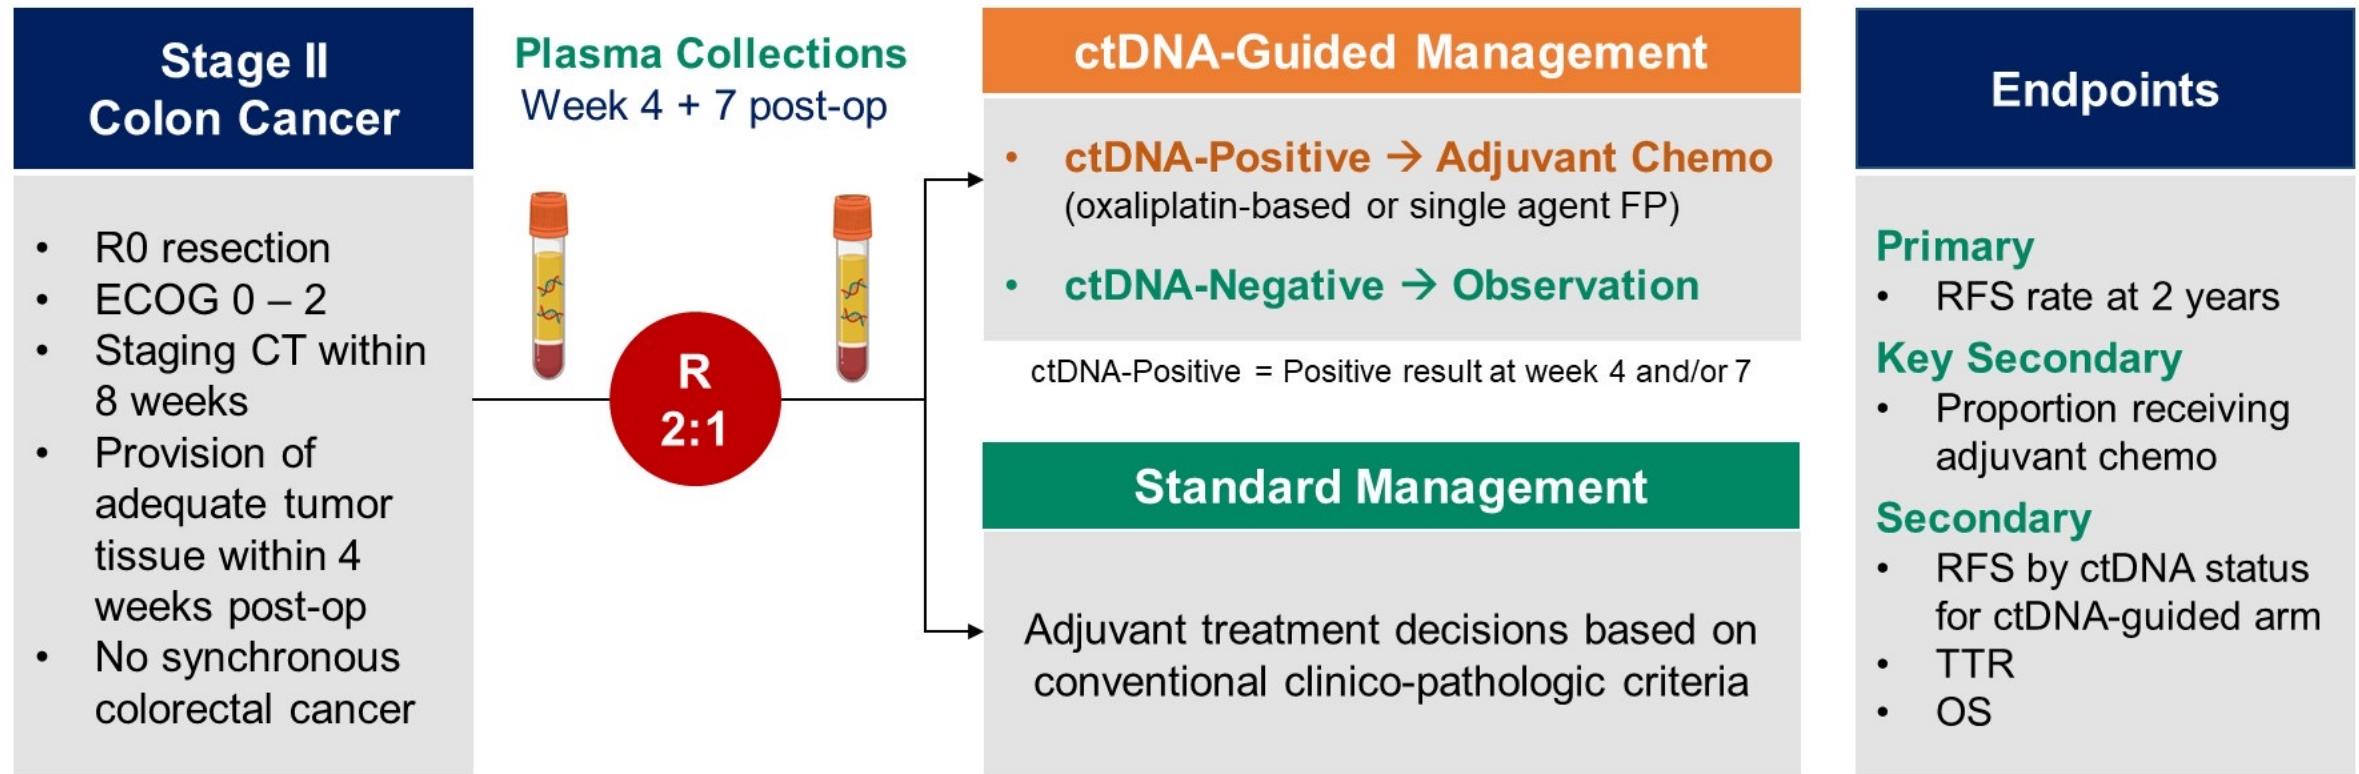 Stage II
Colon Cancer
• R0 resection
• ECOG 0 – 2
• Staging CT within
8 weeks
• Provision of
adequate tumor
tissue within 4
weeks post-op
• No synchronous
colorectal cancer
Plasma Collections
Week 4 + 7 post-op
R
2:1
ctDNA-Guided Management
• ctDNA-Positive → Adjuvant Chemo
(oxaliplatin-based or single agent FP)
• ctDNA-Negative → Observation
ctDNA-Positive = Positive result at week 4 and/or 7
Standard Management
Adjuvant treatment decisions based on
conventional clinico-pathologic criteria
Endpoints
Primary
• RFS rate at 2 years
Key Secondary
• Proportion receiving
adjuvant chemo
Secondary
• RFS by ctDNA status
for ctDNA-guided arm
• TTR
• OS